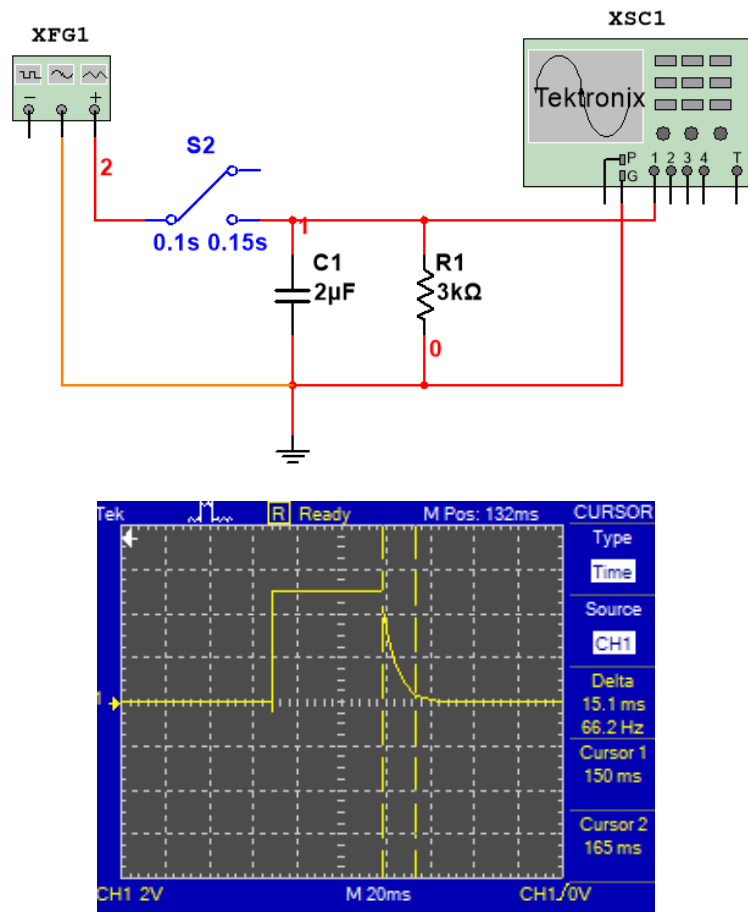 XFG1
XSC1
Tektronix
P
G
1 2 3 4 T
− +
2
S2
0.1s 0.15s
1
C1
2μF
R1
3kΩ
0
Tek
R Ready
M Pos: 132ms
CURSOR
Type
Time
Source
CH1
Delta
15.1 ms
66.2 Hz
Cursor 1
150 ms
Cursor 2
165 ms
1
CH1 2V
M 20ms
CH1/0V